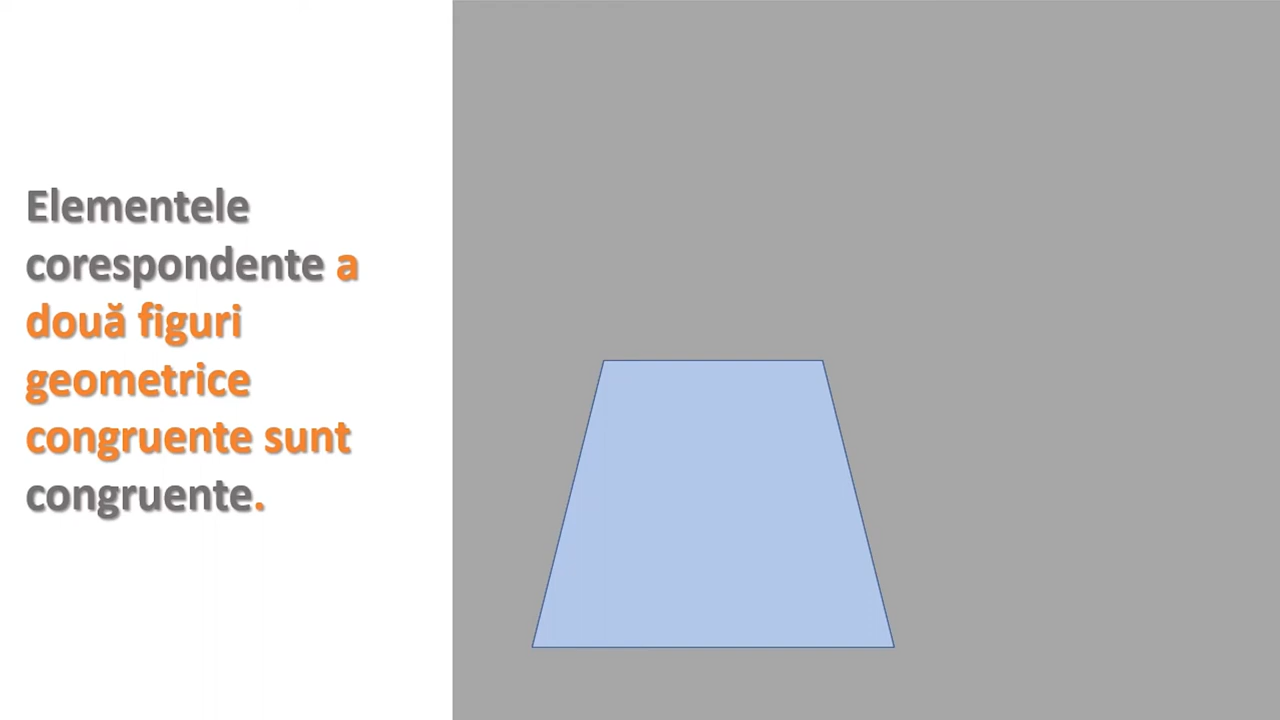 Elementele
corespondente a
două figuri
geometrice
congruente sunt
congruente.